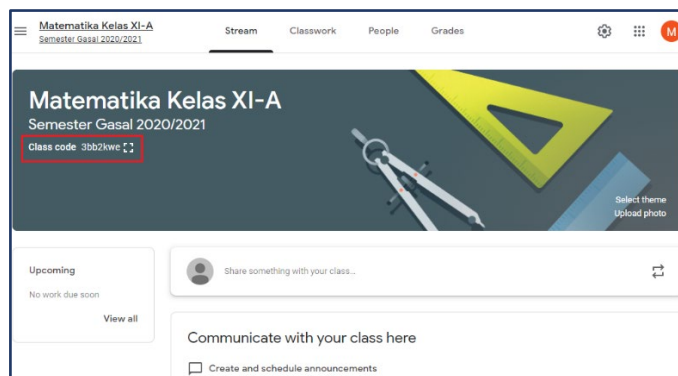 Matematika Kelas XI-A
Semester Gasal 2020/2021
Stream Classwork People Grades
M
Matematika Kelas XI-A
Semester Gasal 2020/2021
Class code 3bb2kwe
Select theme
Upload photo
Upcoming
No work due soon
View all
Share something with your class...
Communicate with your class here
Create and schedule announcements